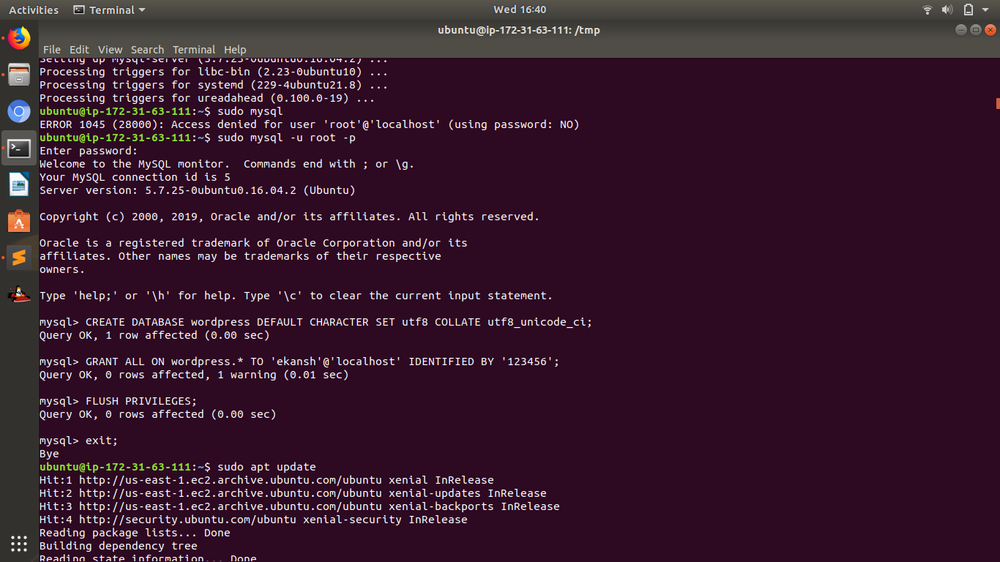 Activities Terminal Wed 16:40
ubuntu@ip-172-31-63-111: /tmp
File Edit View Search Terminal Help
Setting up mysql-server (5.7.25-0ubuntu0.16.04.2) ...
Processing triggers for libc-bin (2.23-0ubuntu10) ...
Processing triggers for systemd (229-4ubuntu21.8) ...
Processing triggers for ureadahead (0.100.0-19) ...
ubuntu@ip-172-31-63-111:~$ sudo mysql
ERROR 1045 (28000): Access denied for user 'root'@'localhost' (using password: NO)
ubuntu@ip-172-31-63-111:~$ sudo mysql -u root -p
Enter password:
Welcome to the MySQL monitor.  Commands end with ; or \g.
Your MySQL connection id is 5
Server version: 5.7.25-0ubuntu0.16.04.2 (Ubuntu)
Copyright (c) 2000, 2019, Oracle and/or its affiliates. All rights reserved.
Oracle is a registered trademark of Oracle Corporation and/or its
affiliates. Other names may be trademarks of their respective
owners.
Type 'help;' or '\h' for help. Type '\c' to clear the current input statement.
mysql> CREATE DATABASE wordpress DEFAULT CHARACTER SET utf8 COLLATE utf8_unicode_ci;
Query OK, 1 row affected (0.00 sec)
mysql> GRANT ALL ON wordpress.* TO 'ekansh'@'localhost' IDENTIFIED BY '123456';
Query OK, 0 rows affected, 1 warning (0.01 sec)
mysql> FLUSH PRIVILEGES;
Query OK, 0 rows affected (0.00 sec)
mysql> exit;
Bye
ubuntu@ip-172-31-63-111:~$ sudo apt update
Hit:1 http://us-east-1.ec2.archive.ubuntu.com/ubuntu xenial InRelease
Hit:2 http://us-east-1.ec2.archive.ubuntu.com/ubuntu xenial-updates InRelease
Hit:3 http://us-east-1.ec2.archive.ubuntu.com/ubuntu xenial-backports InRelease
Hit:4 http://security.ubuntu.com/ubuntu xenial-security InRelease
Reading package lists... Done
Building dependency tree
Reading state information... Done